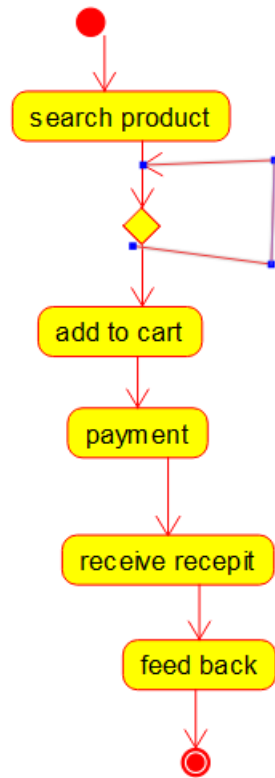 search product
add to cart
payment
receive recepit
feed back